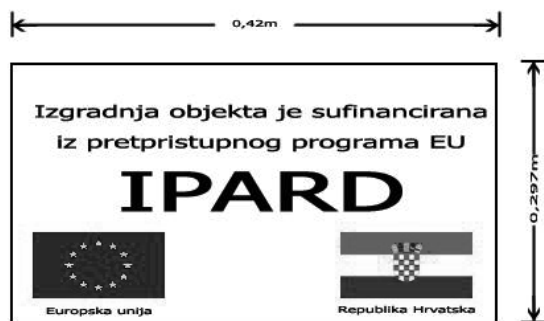 0,42m
Izgradnja objekta je sufinancirana
iz pretpristupnog programa EU
IPARD
Europska unija
Republika Hrvatska
0,297m